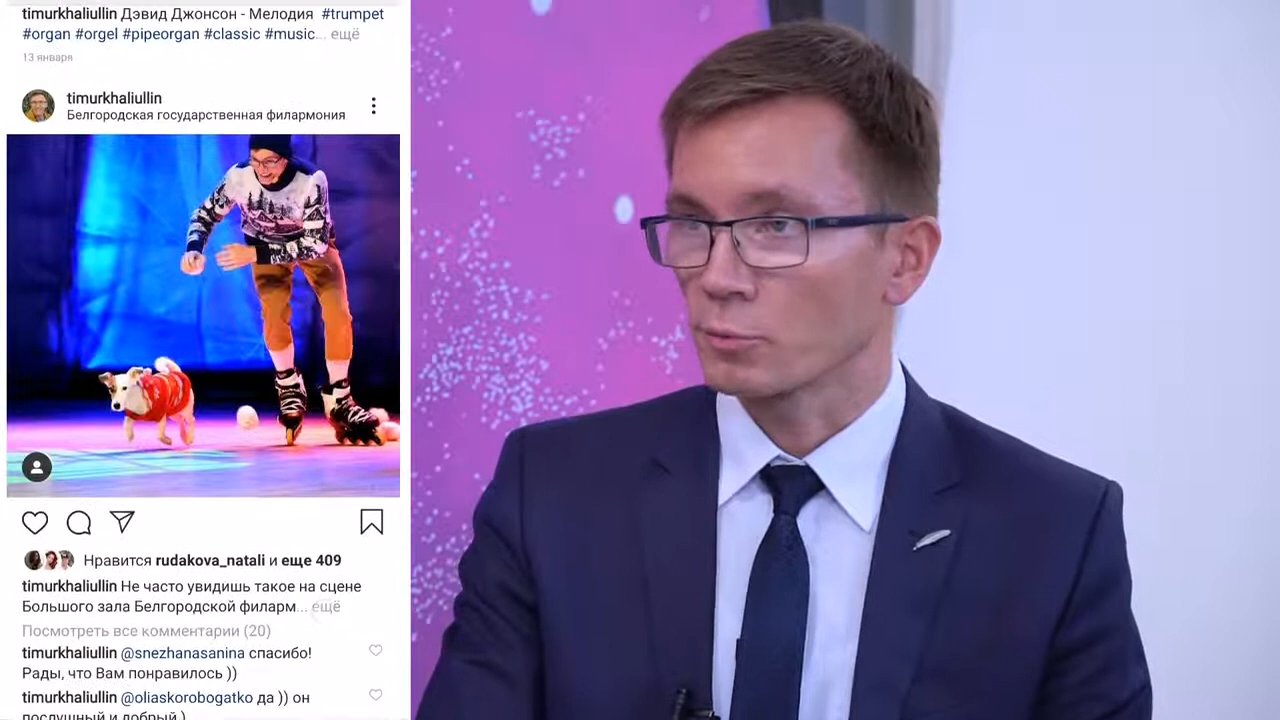 timurkhaliullin Дэвид Джонсон - Мелодия #trumpet
#organ #orgel #pipeorgan #classic #music... ещё
13 января
timurkhaliullin
Белгородская государственная филармония
Нравится rudakova_natali и еще 409
timurkhaliullin Не часто увидишь такое на сцене
Большого зала Белгородской филарм... ещё
Посмотреть все комментарии (20)
timurkhaliullin @snezhanasanina спасибо!
Рады, что Вам понравилось ))
timurkhaliullin @oliaskorobogatko да )) он
послушный и добрый )